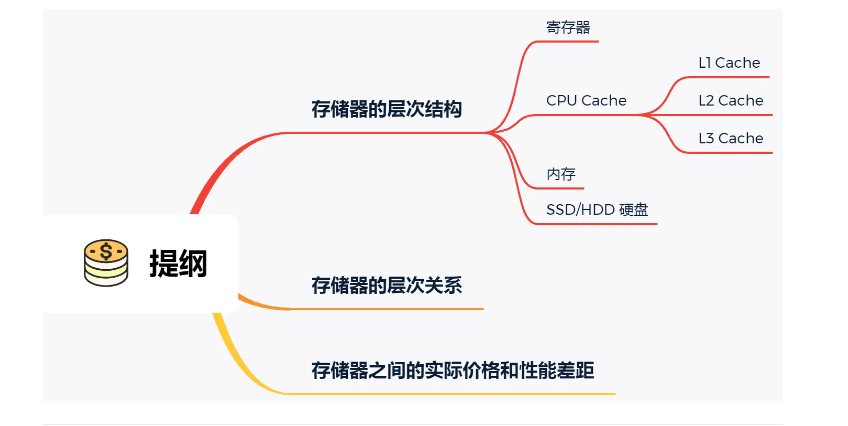 寄存器
L1 Cache
存储器的层次结构
CPU Cache
L2 Cache
L3 Cache
内存
SSD/HDD 硬盘
$
提纲
存储器的层次关系
存储器之间的实际价格和性能差距